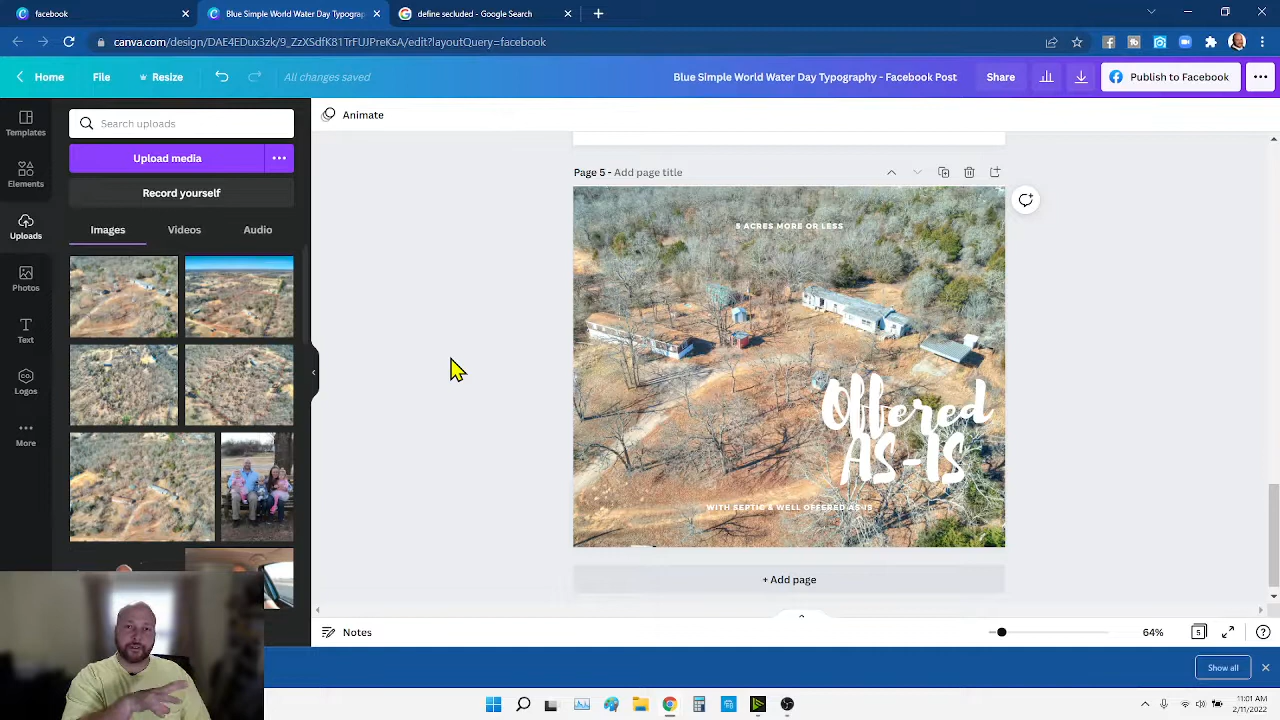 facebook
Blue Simple World Water Day Typogra
define secluded - Google Search
canva.com/design/DAE4Dux3zk/9_ZzXSdfK81TrFUJPreKsA/edit?layoutQuery=facebook
Home
File
Resize
All changes saved
Blue Simple World Water Day Typography - Facebook Post
Share
Publish to Facebook
Templates
Elements
Uploads
Photos
Text
Logos
More
Search uploads
Upload media
Record yourself
Images
Videos
Audio
Animate
Page 5 - Add page title
5 ACRES MORE OR LESS
Offered
AS-IS
WITH SEPTIC & WELL OFFERED AS-IS
+ Add page
Notes
64%
5
Show all
11:01 AM
2/11/2022